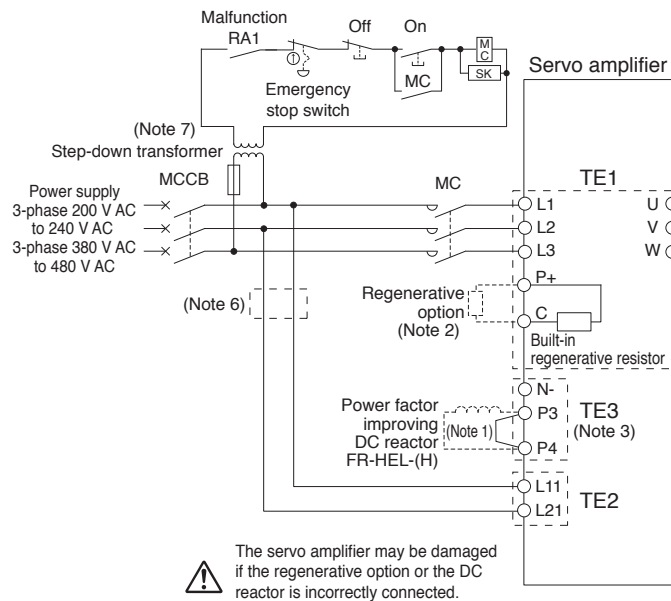 Malfunction
RA1
Off
On
MC
SK
MC
Emergency
stop switch
Servo amplifier
(Note 7)
Step-down transformer
MCCB
MC
TE1
Power supply
3-phase 200 V AC
to 240 V AC
3-phase 380 V AC
to 480 V AC
L1
L2
L3
U
V
W
P+
C
Regenerative
option
(Note 2)
Built-in
regenerative resistor
(Note 6)
N-
P3
P4
TE3
(Note 3)
Power factor
improving
DC reactor
FR-HEL-(H)
(Note 1)
L11
L21
TE2
The servo amplifier may be damaged
if the regenerative option or the DC
reactor is incorrectly connected.